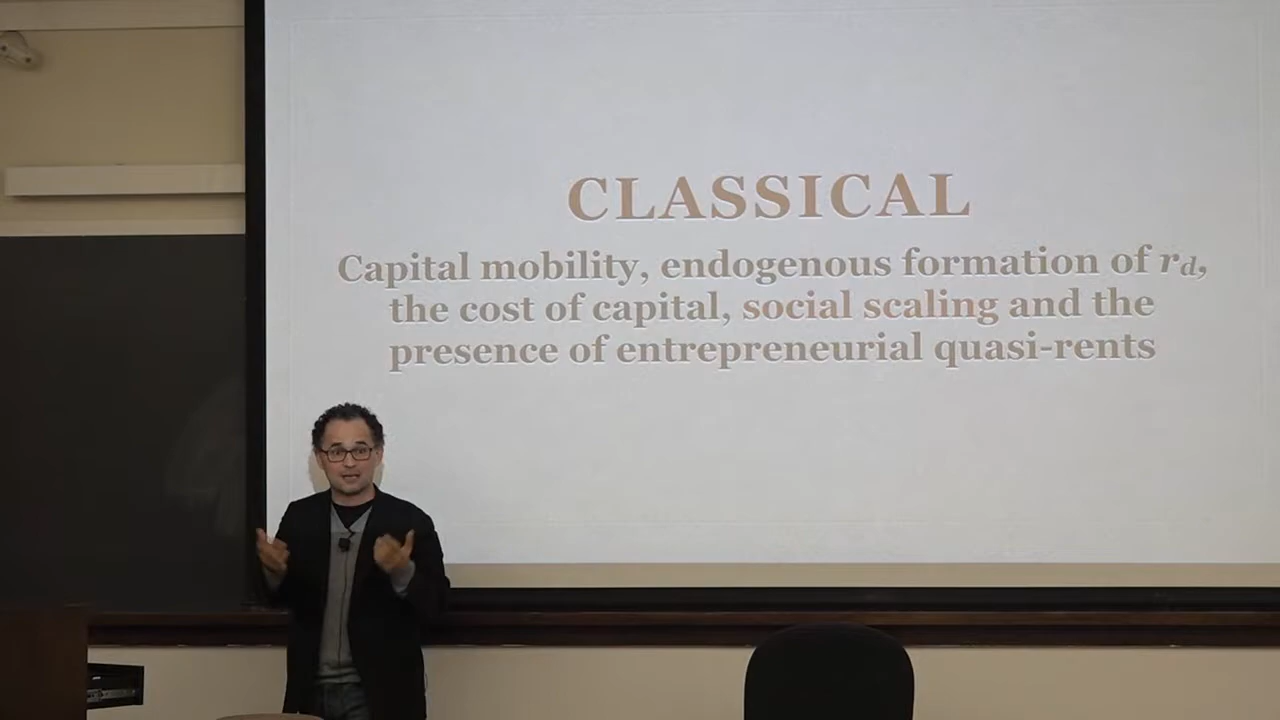 CLASSICAL
Capital mobility, endogenous formation of rd,
the cost of capital, social scaling and the
presence of entrepreneurial quasi-rents